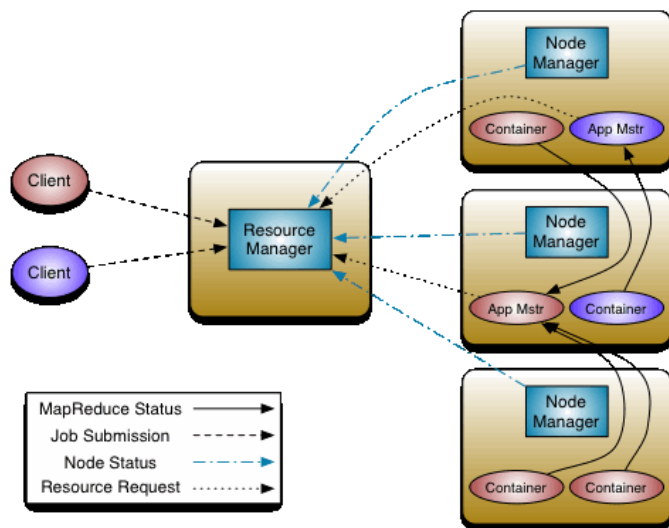 Node
Manager
Container
App Mstr
Client
Client
Resource
Manager
Node
Manager
App Mstr
Container
Node
Manager
Container
Container
MapReduce Status
Job Submission
Node Status
Resource Request